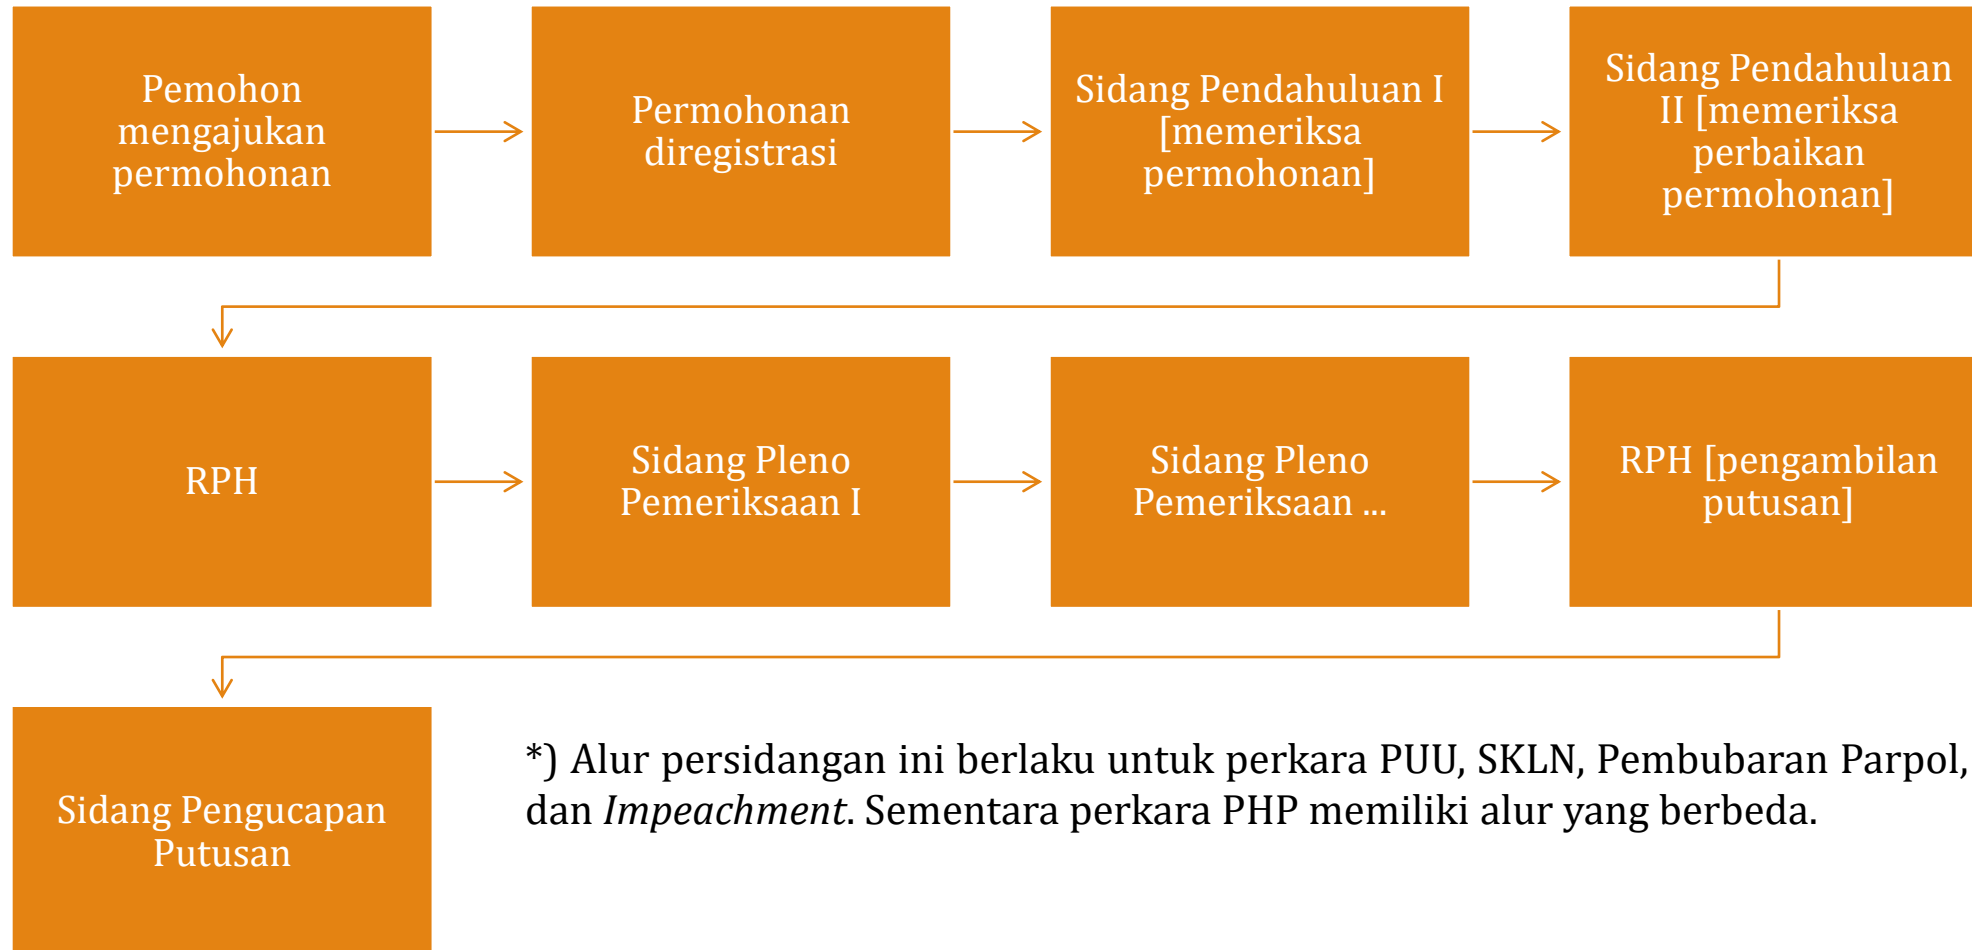 Pemohon
mengajukan
permohonan
Permohonan
diregistrasi
Sidang Pendahuluan I
[memeriksa
permohonan]
Sidang Pendahuluan
II [memeriksa
perbaikan
permohonan]
RPH
Sidang Pleno
Pemeriksaan I
Sidang Pleno
Pemeriksaan ...
RPH [pengambilan
putusan]
Sidang Pengucapan
Putusan
*) Alur persidangan ini berlaku untuk perkara PUU, SKLN, Pembubaran Parpol,
dan Impeachment. Sementara perkara PHP memiliki alur yang berbeda.